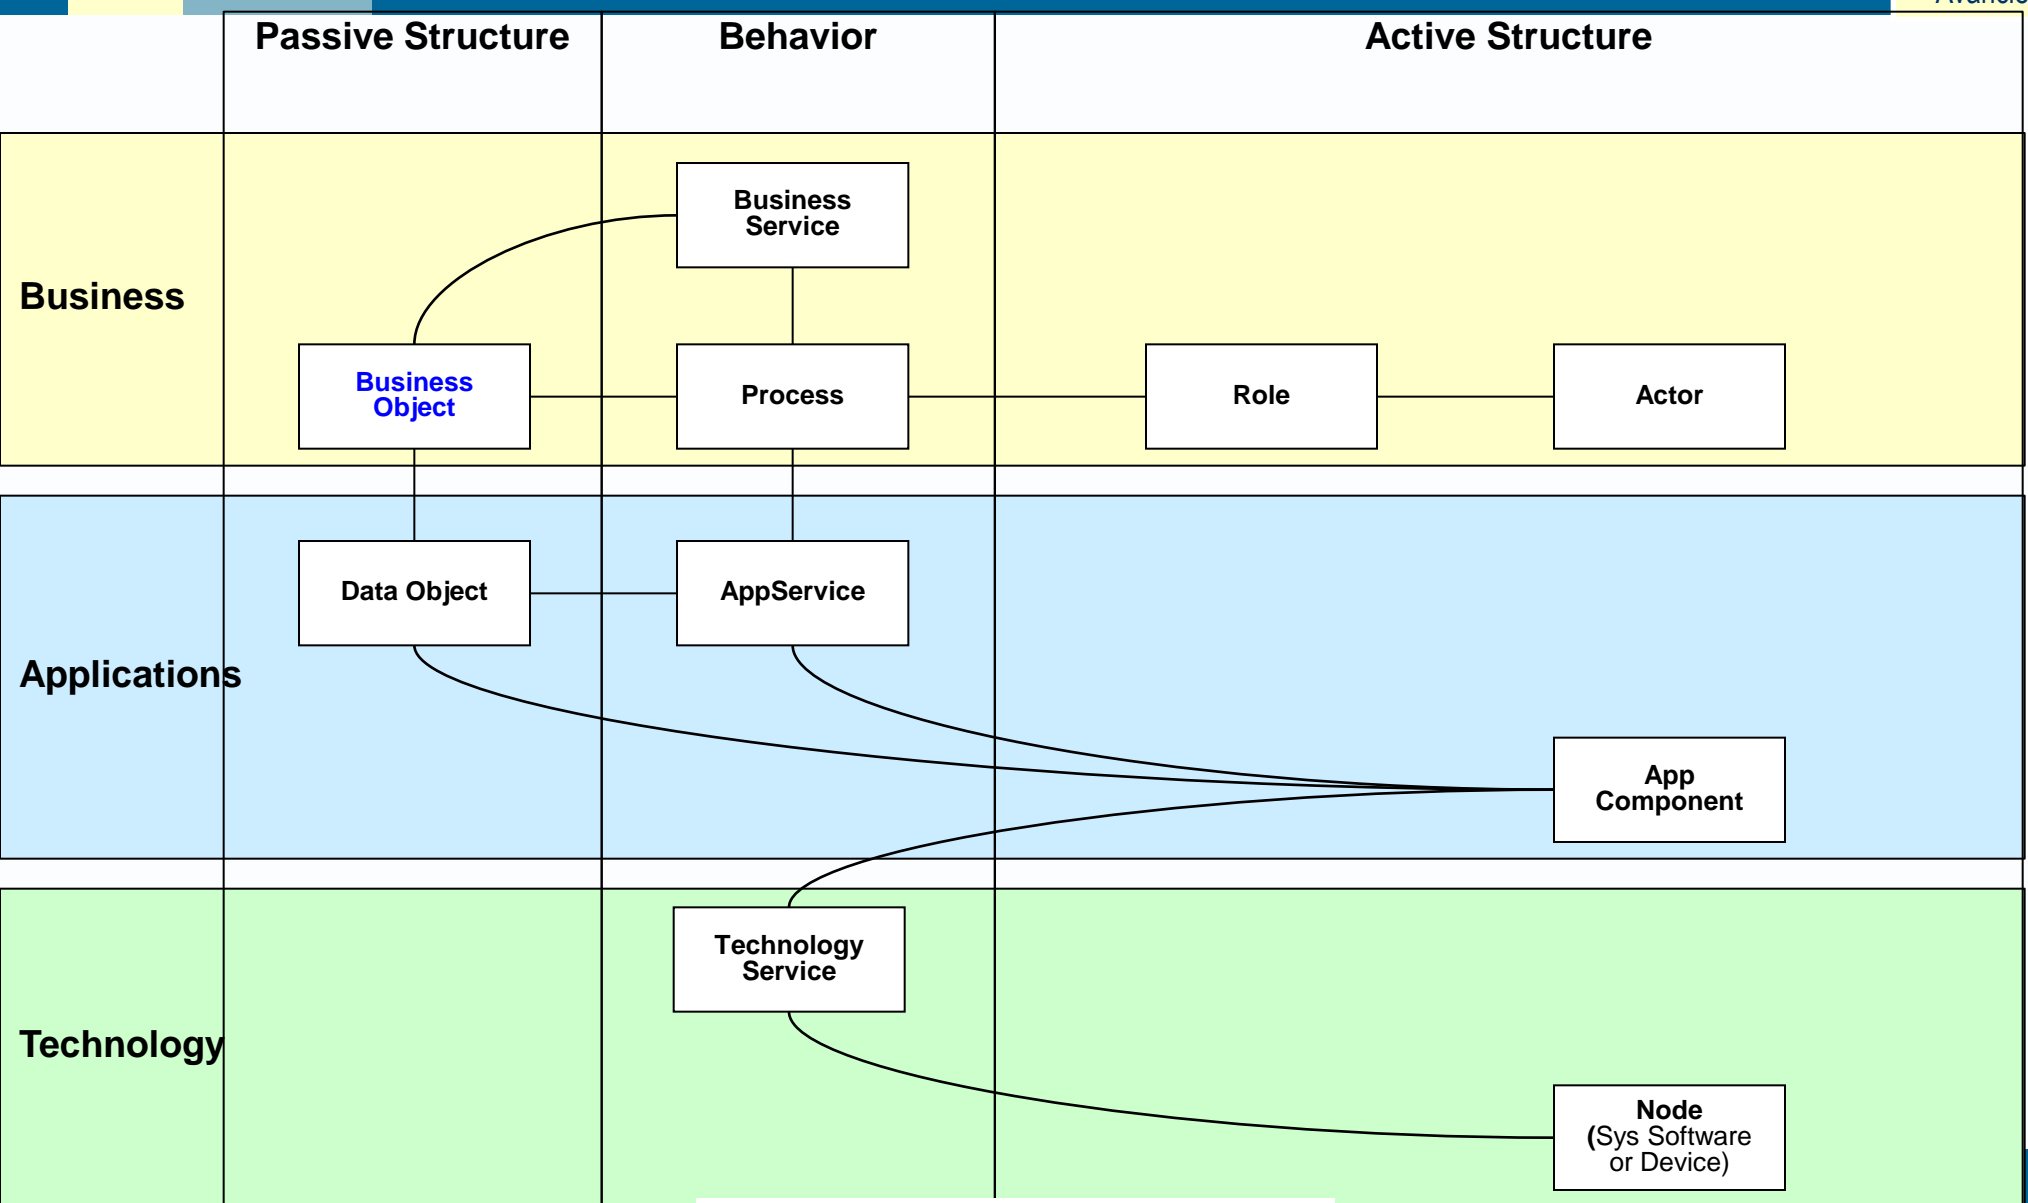 Passive Structure
Behavior
Active Structure
Business
Service
Business
Business
Object
Process
Role
Actor
Data Object
AppService
Applications
App
Component
Technology
Service
Technology
Node
(Sys Software
or Device)